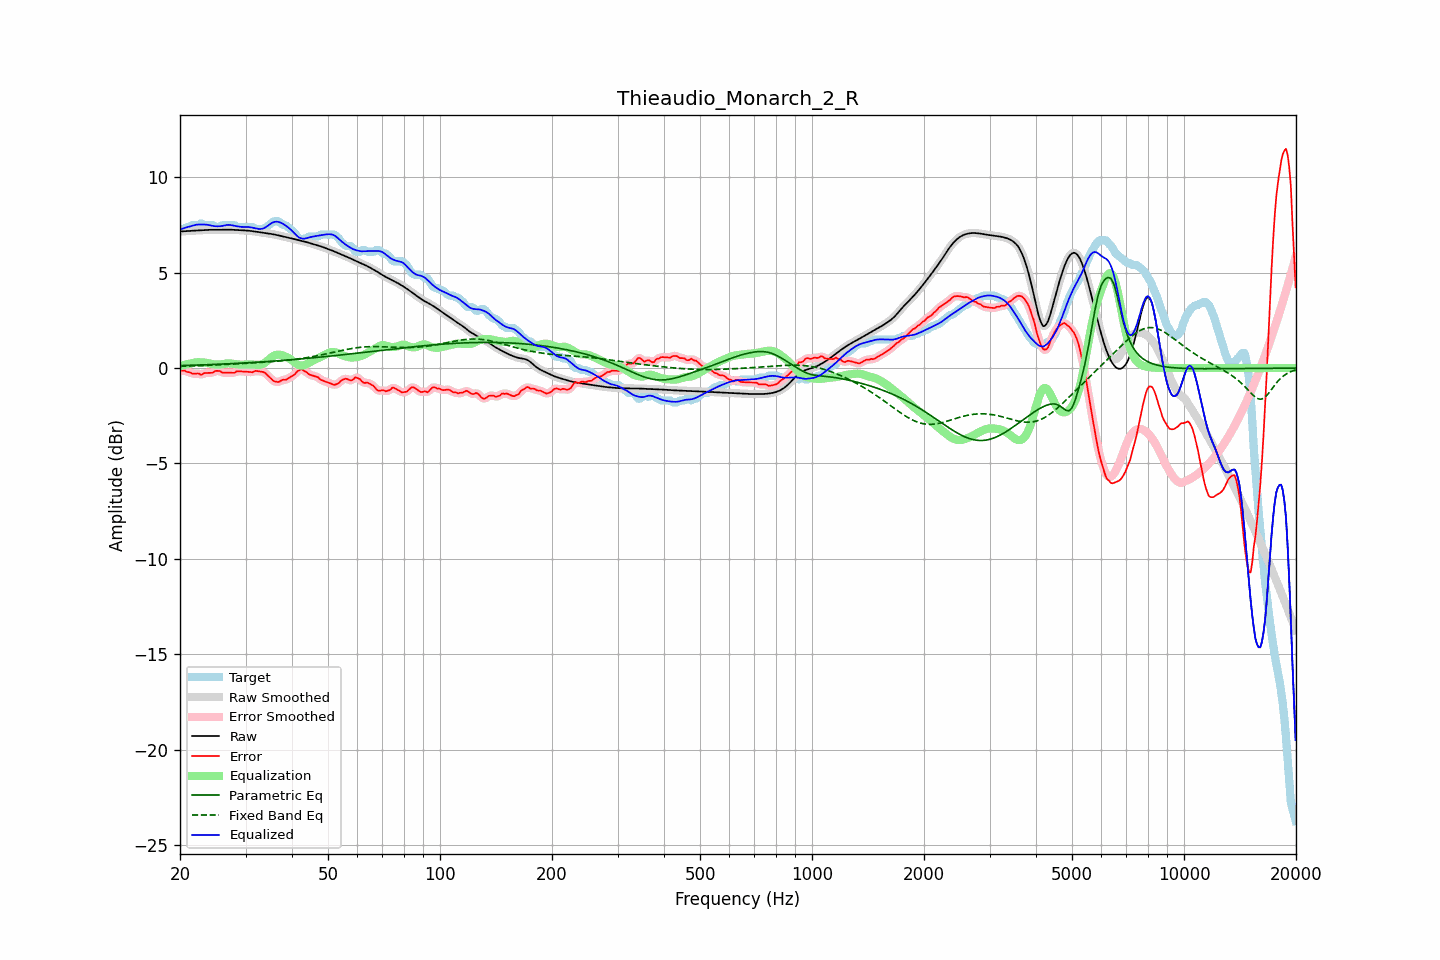 Thieaudio_Monarch_2_R
Amplitude (dBr)
10
5
0
−5
−10
−15
−20
−25
Target
Raw Smoothed
Error Smoothed
Raw
Error
Equalization
Parametric Eq
Fixed Band Eq
Equalized
20 50 100 200 500 1000 2000 5000 10000 20000
Frequency (Hz)